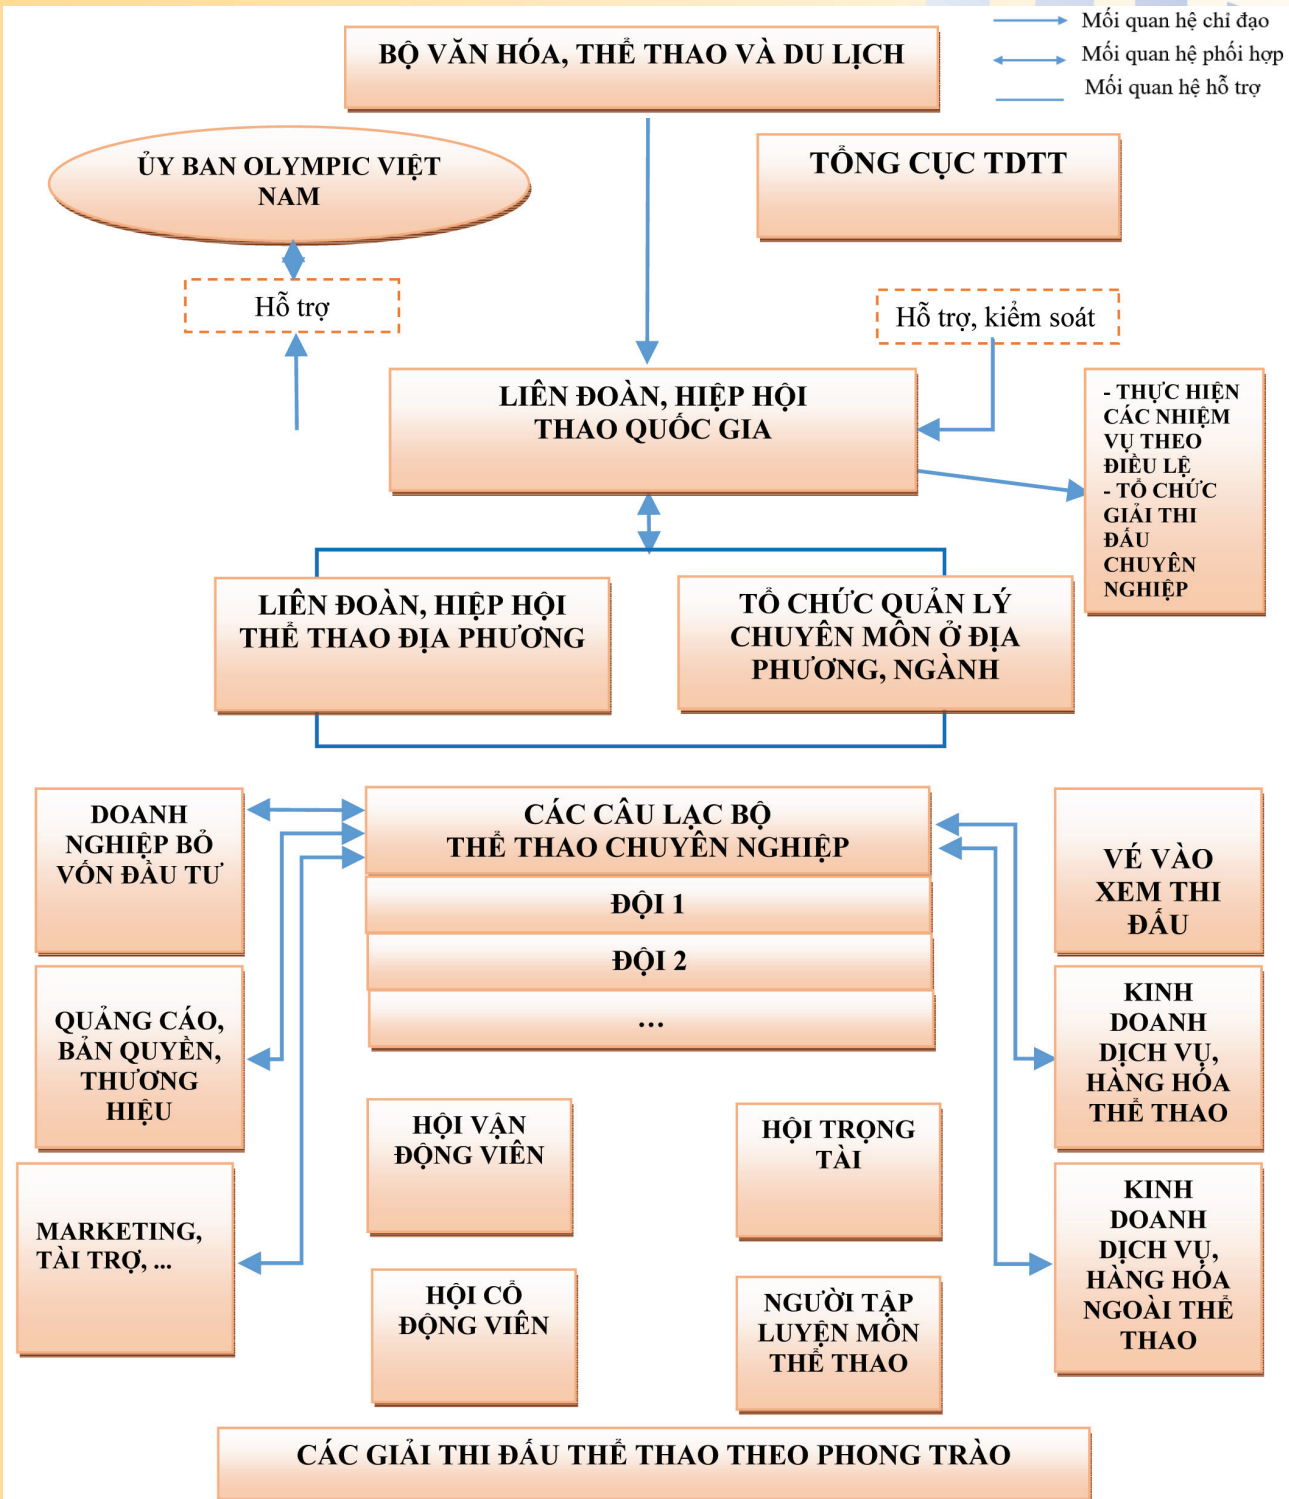 Mối quan hệ chỉ đạo
Mối quan hệ phối hợp
Mối quan hệ hỗ trợ
BỘ VĂN HÓA, THỂ THAO VÀ DU LỊCH
ỦY BAN OLYMPIC VIỆT
NAM
TỔNG CỤC TDTT
Hỗ trợ
Hỗ trợ, kiểm soát
LIÊN ĐOÀN, HIỆP HỘI
THAO QUỐC GIA
- THỰC HIỆN
CÁC NHIỆM
VỤ THEO
ĐIỀU LỆ
- TỔ CHỨC
GIẢI THI
ĐẤU
CHUYÊN
NGHIỆP
LIÊN ĐOÀN, HIỆP HỘI
THỂ THAO ĐỊA PHƯƠNG
TỔ CHỨC QUẢN LÝ
CHUYÊN MÔN Ở ĐỊA
PHƯƠNG, NGÀNH
DOANH
NGHIỆP BỎ
VỐN ĐẦU TƯ
CÁC CÂU LẠC BỘ
THỂ THAO CHUYÊN NGHIỆP
VÉ VÀO
XEM THI
ĐẤU
ĐỘI 1
ĐỘI 2
...
QUẢNG CÁO,
BẢN QUYỀN,
THƯƠNG
HIỆU
KINH
DOANH
DỊCH VỤ,
HÀNG HÓA
THỂ THAO
HỘI VẬN
ĐỘNG VIÊN
HỘI TRỌNG
TÀI
MARKETING,
TÀI TRỢ, ...
KINH
DOANH
DỊCH VỤ,
HÀNG HÓA
NGOÀI THỂ
THAO
HỘI CỔ
ĐỘNG VIÊN
NGƯỜI TẬP
LUYỆN MÔN
THỂ THAO
CÁC GIẢI THI ĐẤU THỂ THAO THEO PHONG TRÀO